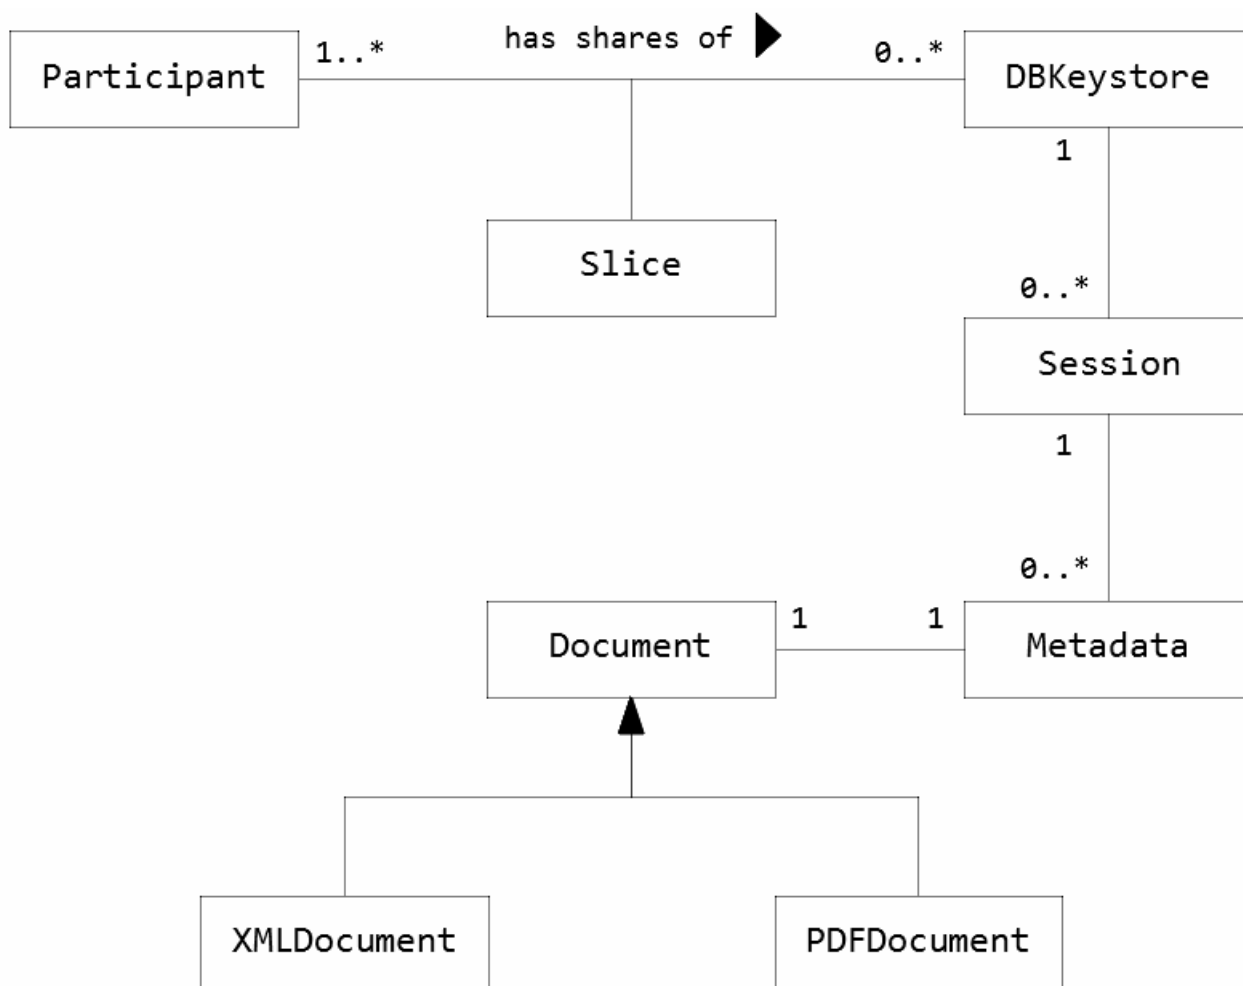 has shares of
1..*
0..*
Participant
DBKeystore
1
Slice
0..*
Session
1
0..*
Document
1
1
Metadata
XMLDocument
PDFDocument